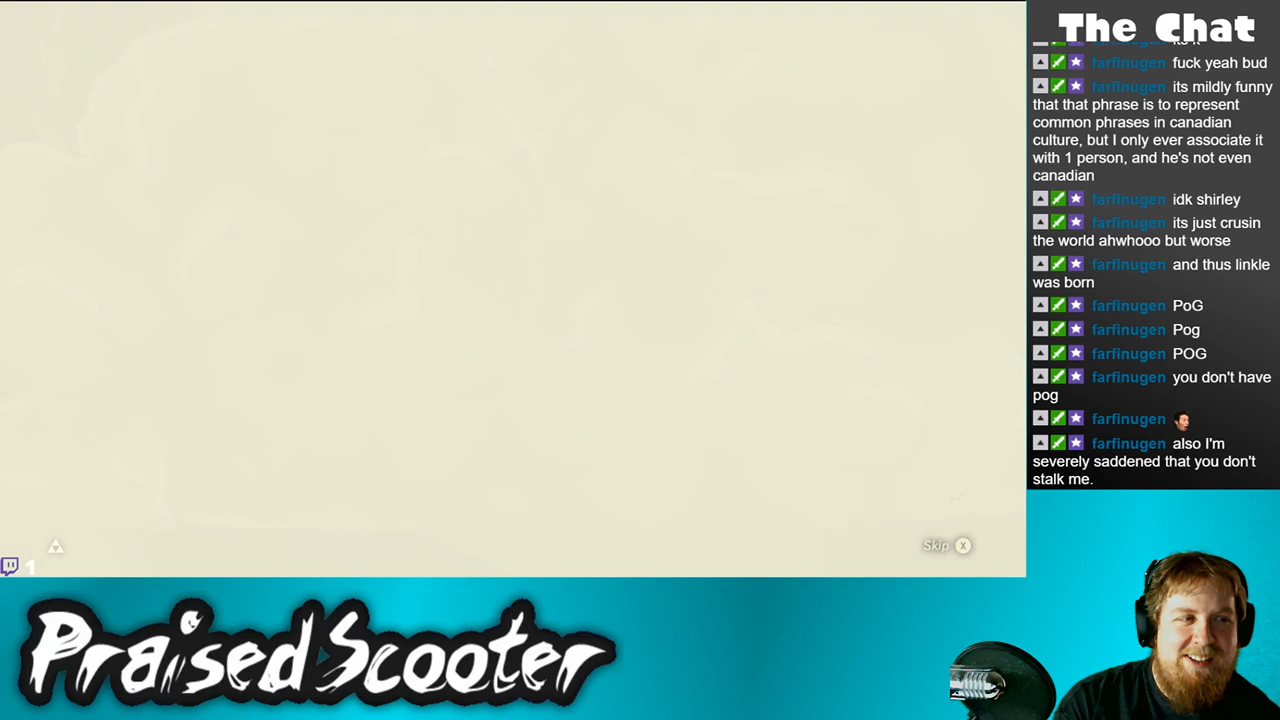 The Chat
farfinugen
farfinugen fuck yeah bud
farfinugen its mildly funny
that that phrase is to represent
common phrases in canadian
culture, but I only ever associate it
with 1 person, and he's not even
canadian
farfinugen idk shirley
farfinugen its just crusin
the world ahwhooo but worse
farfinugen and thus linkle
was born
farfinugen PoG
farfinugen Pog
farfinugen POG
farfinugen you don't have
pog
farfinugen
farfinugen also I'm
severely saddened that you don't
stalk me.
Skip X
1
PraisedScooter